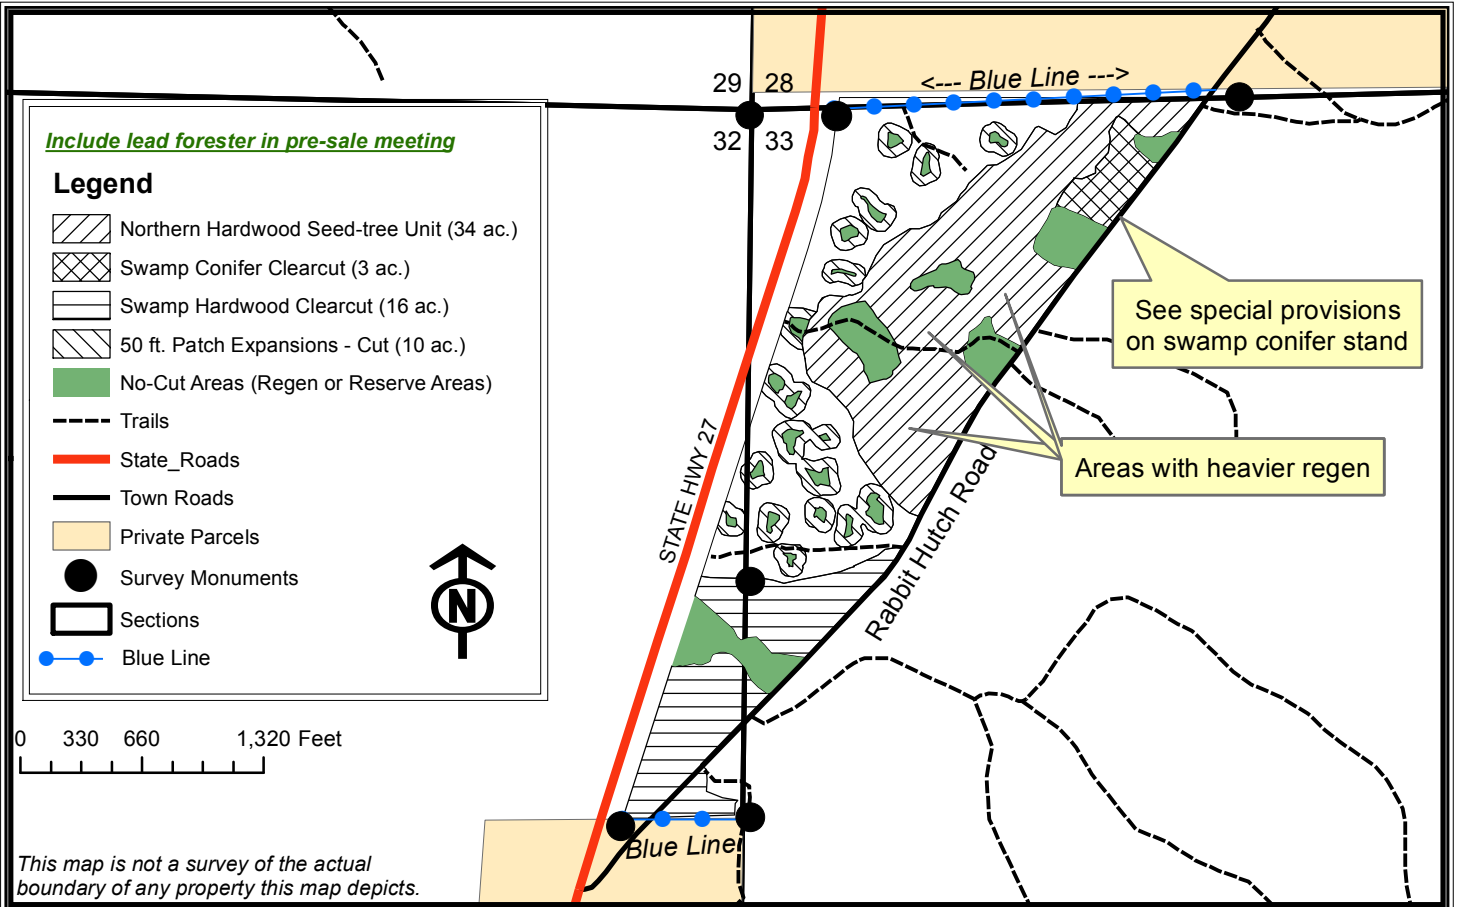 29 28
<--- Blue Line --->
32 33
Include lead forester in pre-sale meeting
Legend
Northern Hardwood Seed-tree Unit (34 ac.)
Swamp Conifer Clearcut (3 ac.)
Swamp Hardwood Clearcut (16 ac.)
50 ft. Patch Expansions - Cut (10 ac.)
No-Cut Areas (Regen or Reserve Areas)
Trails
State_Roads
Town Roads
Private Parcels
Survey Monuments
Sections
Blue Line
N
See special provisions
on swamp conifer stand
STATE HWY 27
Areas with heavier regen
Rabbit Hutch Road
0 330 660 1,320 Feet
Blue Line
This map is not a survey of the actual
boundary of any property this map depicts.